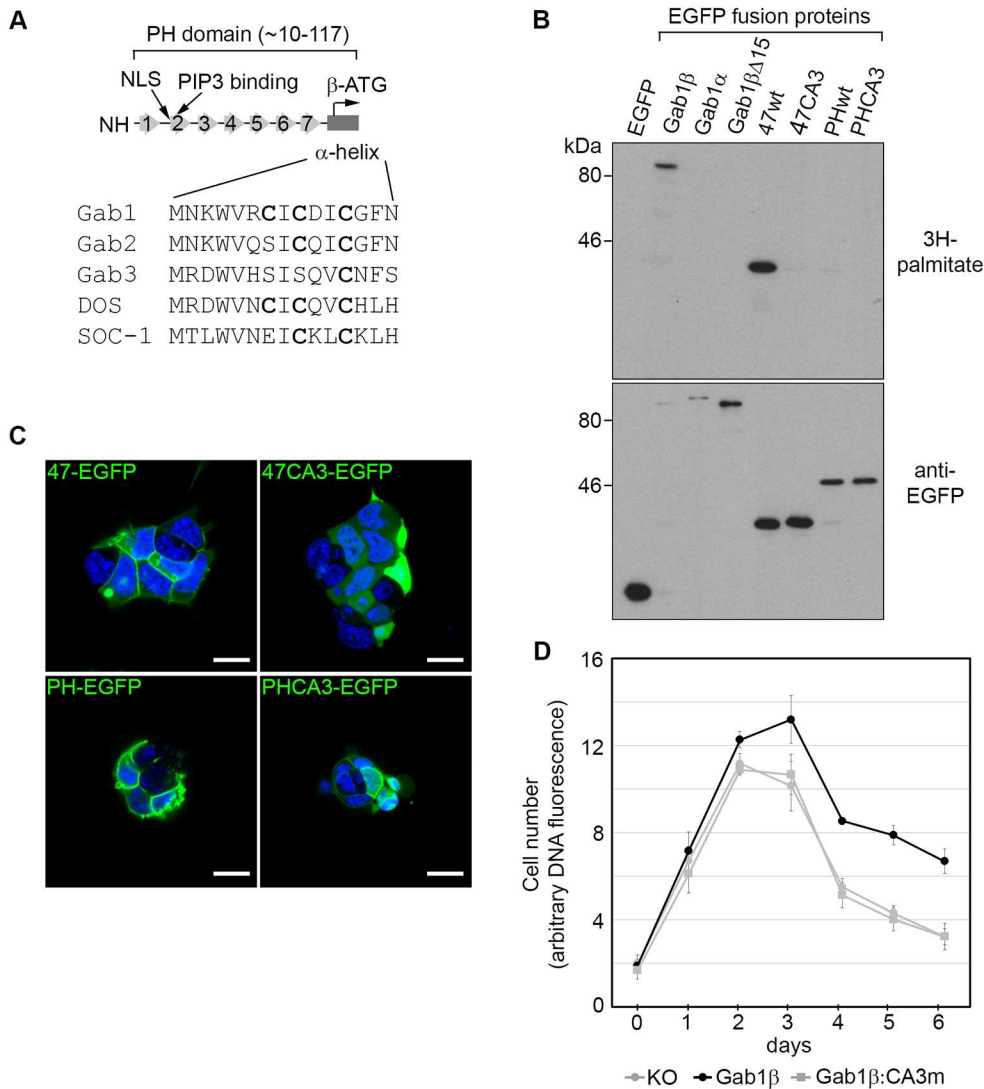 A
PH domain (~10-117)
NLS
PIP3 binding
β-ATG
NH
1 2 3 4 5 6 7
α-helix
Gab1 MNKWVRCICDICGFN
Gab2 MNKWVQSICQICGFN
Gab3 MRDWVHSISQVCNFS
DOS MRDWVNCICQVCHLH
SOC-1 MTLWVNEICKLCKLH
B
EGFP fusion proteins
EGFP
Gab1β
Gab1α
Gab1βΔ15
47wt
47CA3
PHwt
PHCA3
kDa
80
46
3H-
palmitate
80
46
anti-
EGFP
C
47-EGFP
47CA3-EGFP
PH-EGFP
PHCA3-EGFP
D
Cell number
(arbitrary DNA fluorescence)
16
12
8
4
0
0 1 2 3 4 5 6
days
KO Gab1β Gab1β:CA3m